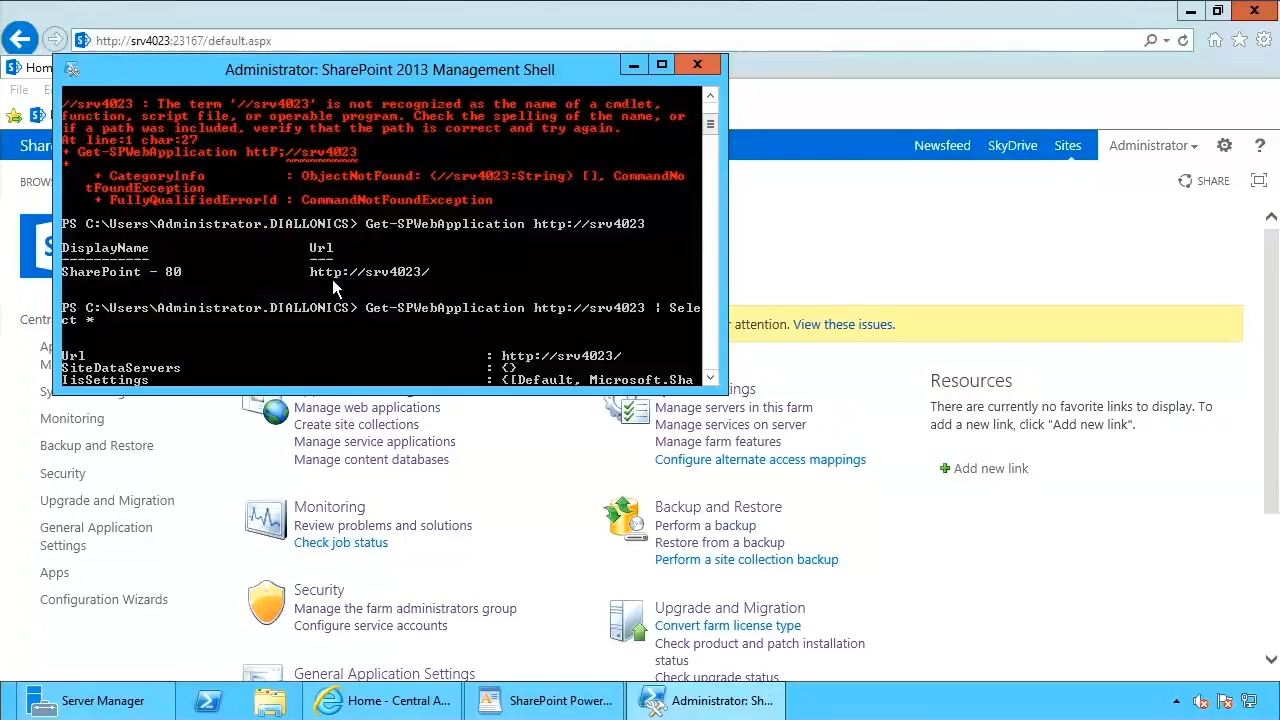 http://srv4023:23167/default.aspx
Hom
Administrator: SharePoint 2013 Management Shell
File
//srv4023 : The term '//srv4023' is not recognized as the name of a cmdlet,
function, script file, or operable program. Check the spelling of the name, or
if a path was included, verify that the path is correct and try again.
At line:1 char:27
+ Get-SPWebApplication httP;//srv4023
+
+ CategoryInfo : ObjectNotFound: (//srv4023:String) [], CommandNo
tFoundException
+ FullyQualifiedErrorId : CommandNotFoundException
PS C:\Users\Administrator.DIALLONICS> Get-SPWebApplication http://srv4023
DisplayName Url
----------- ---
SharePoint - 80 http://srv4023/
PS C:\Users\Administrator.DIALLONICS> Get-SPWebApplication http://srv4023 | Sele
ct *
Url : http://srv4023/
SiteDataServers : {}
IisSettings : {[Default, Microsoft.Sha
Shar
Newsfeed
SkyDrive
Sites
Administrator
?
BROW
SHARE
S
Centr
r attention. View these issues.
Ap
M
Sy
Monitoring
Backup and Restore
Security
Upgrade and Migration
General Application
Settings
Apps
Configuration Wizards
Manage web applications
Create site collections
Manage service applications
Manage content databases
Monitoring
Review problems and solutions
Check job status
Security
Manage the farm administrators group
Configure service accounts
General Application Settings
tings
Manage servers in this farm
Manage services on server
Manage farm features
Configure alternate access mappings
Backup and Restore
Perform a backup
Restore from a backup
Perform a site collection backup
Upgrade and Migration
Convert farm license type
Check product and patch installation
status
Check upgrade status
Resources
There are currently no favorite links to display. To
add a new link, click "Add new link".
Add new link
Server Manager
Home - Central A...
SharePoint Power...
Administrator: Sh...